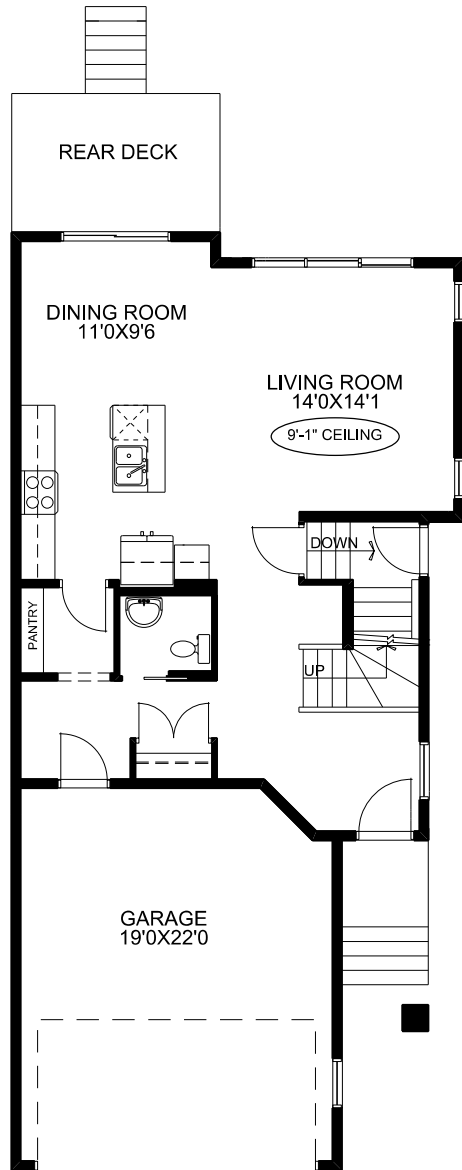 REAR DECK
DINING ROOM
11'0X9'6
LIVING ROOM
14'0X14'1
9'-1" CEILING
DOWN
PANTRY
UP
GARAGE
19'0X22'0